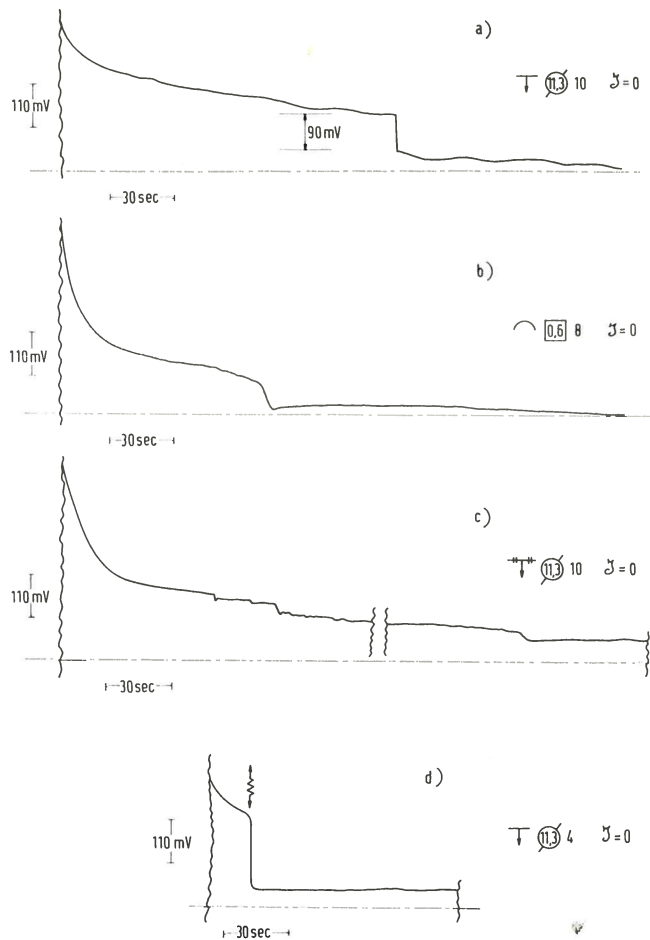 a)
11,3 10 ℑ=0
110 mV
90 mV
30 sec
b)
0,6 8 ℑ=0
110 mV
30 sec
c)
11,3 10 ℑ=0
110 mV
30 sec
d)
11,3 4 ℑ=0
110 mV
30 sec